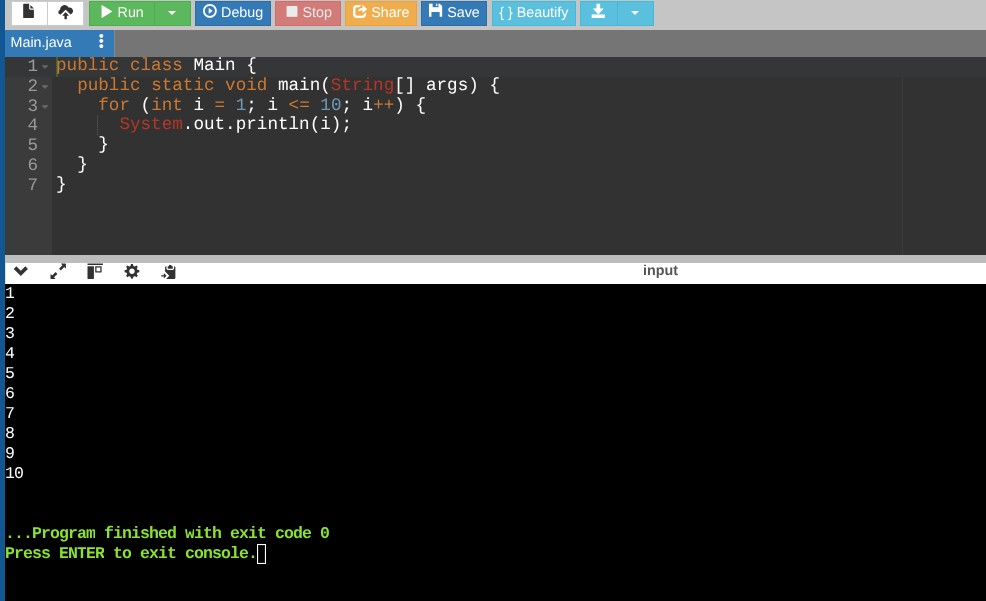 Run Debug Stop Share Save { } Beautify
Main.java
1 public class Main {
2   public static void main(String[] args) {
3     for (int i = 1; i <= 10; i++) {
4       System.out.println(i);
5     }
6   }
7 }
input
1
2
3
4
5
6
7
8
9
10
...Program finished with exit code 0
Press ENTER to exit console.